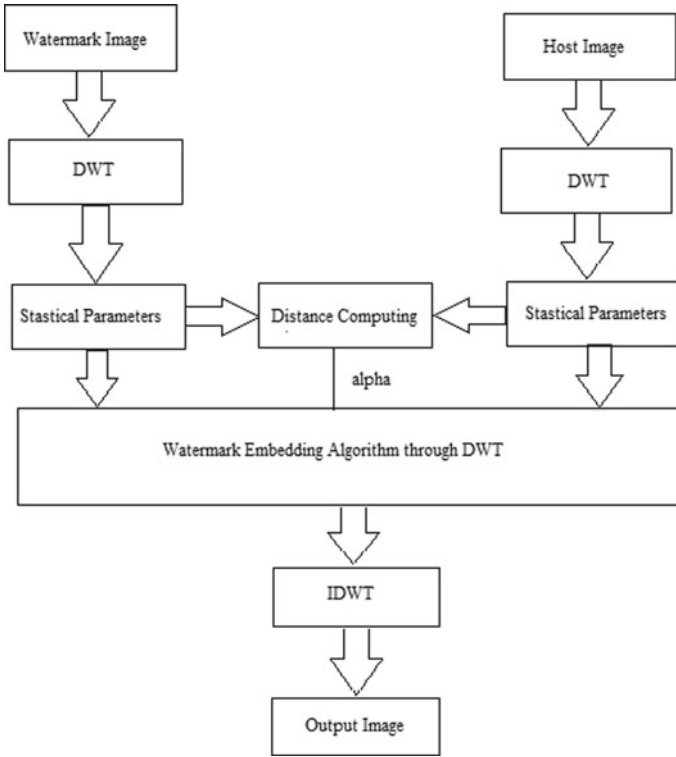 Watermark Image
Host Image
DWT
DWT
Stastical Parameters
Distance Computing
Stastical Parameters
alpha
Watermark Embedding Algorithm through DWT
IDWT
Output Image